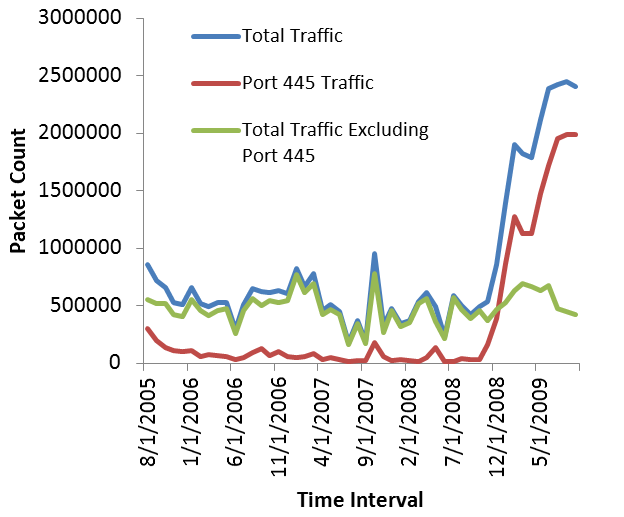 3000000
2500000
2000000
1500000
1000000
500000
0
Packet Count
Total Traffic
Port 445 Traffic
Total Traffic Excluding
Port 445
8/1/2005
1/1/2006
6/1/2006
11/1/2006
4/1/2007
9/1/2007
2/1/2008
7/1/2008
12/1/2008
5/1/2009
Time Interval